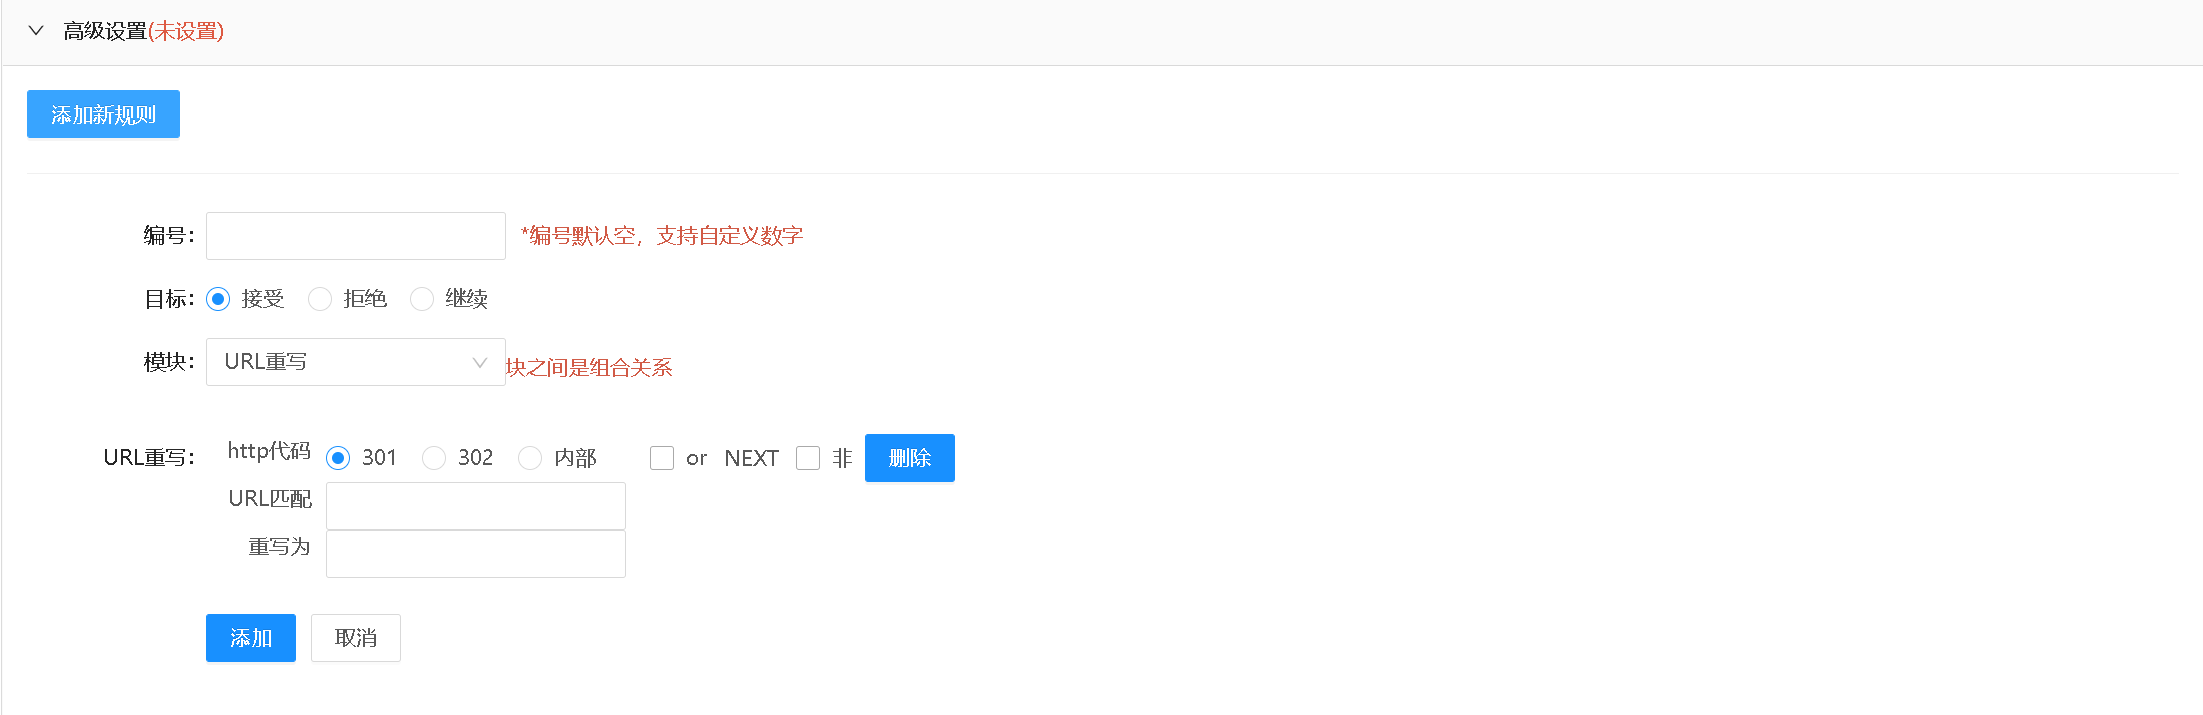 高级设置(未设置)
添加新规则
编号： *编号默认空，支持自定义数字
目标： 接受 拒绝 继续
模块： URL重写 块之间是组合关系
URL重写： http代码 301 302 内部 or NEXT 非 删除
URL匹配
重写为
添加 取消